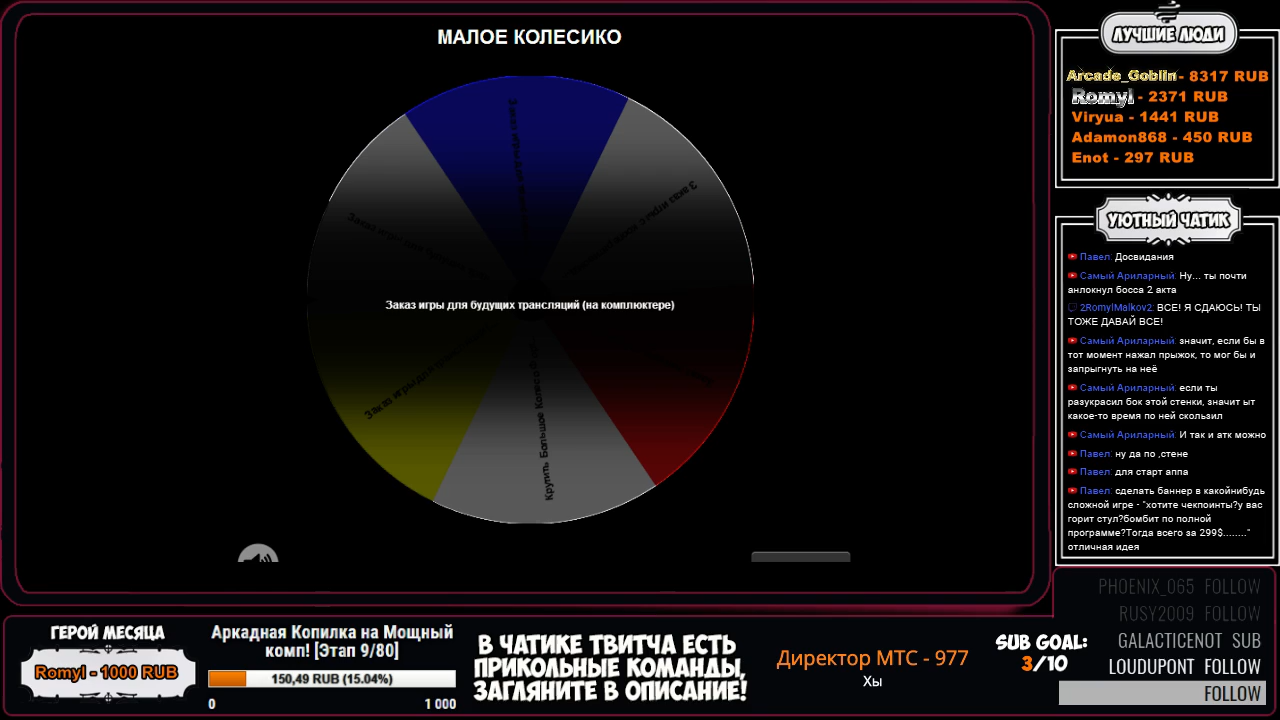 МАЛОЕ КОЛЕСИКО
Заказ игры для будущих трансляций (на комплюктере)
Крутить Большое Колесо
ЛУЧШИЕ ЛЮДИ
Arcade_Goblin - 8317 RUB
Romyl - 2371 RUB
Viryua - 1441 RUB
Adamon868 - 450 RUB
Enot - 297 RUB
УЮТНЫЙ ЧАТИК
Павел: Досвидания
Самый Ариларный: Ну... ты почти
анлокнул босса 2 акта
2RomylMalkov2: ВСЕ! Я СДАЮСЬ! ТЫ
ТОЖЕ ДАВАЙ ВСЕ!
Самый Ариларный: значит, если бы в
тот момент нажал прыжок, то мог бы и
запрыгнуть на неё
Самый Ариларный: если ты
разукрасил бок этой стенки, значит ыт
какое-то время по ней скользил
Самый Ариларный: И так и атк можно
Павел: ну да по ,стене
Павел: для старт аппа
Павел: сделать баннер в какойнибудь
сложной игре - "хотите чекпоинты?у вас
горит стул?бомбит по полной
программе?Тогда всего за 299$........"
отличная идея
PHOENIX_065 FOLLOW
RUSY2009 FOLLOW
GALACTICENOT SUB
LOUDUPONT FOLLOW
FOLLOW
ГЕРОЙ МЕСЯЦА
Romyl - 1000 RUB
Аркадная Копилка на Мощный
комп! [Этап 9/80]
150,49 RUB (15.04%)
0 1 000
В ЧАТИКЕ ТВИТЧА ЕСТЬ
ПРИКОЛЬНЫЕ КОМАНДЫ,
ЗАГЛЯНИТЕ В ОПИСАНИЕ!
Директор МТС - 977
Хы
SUB GOAL:
3/10